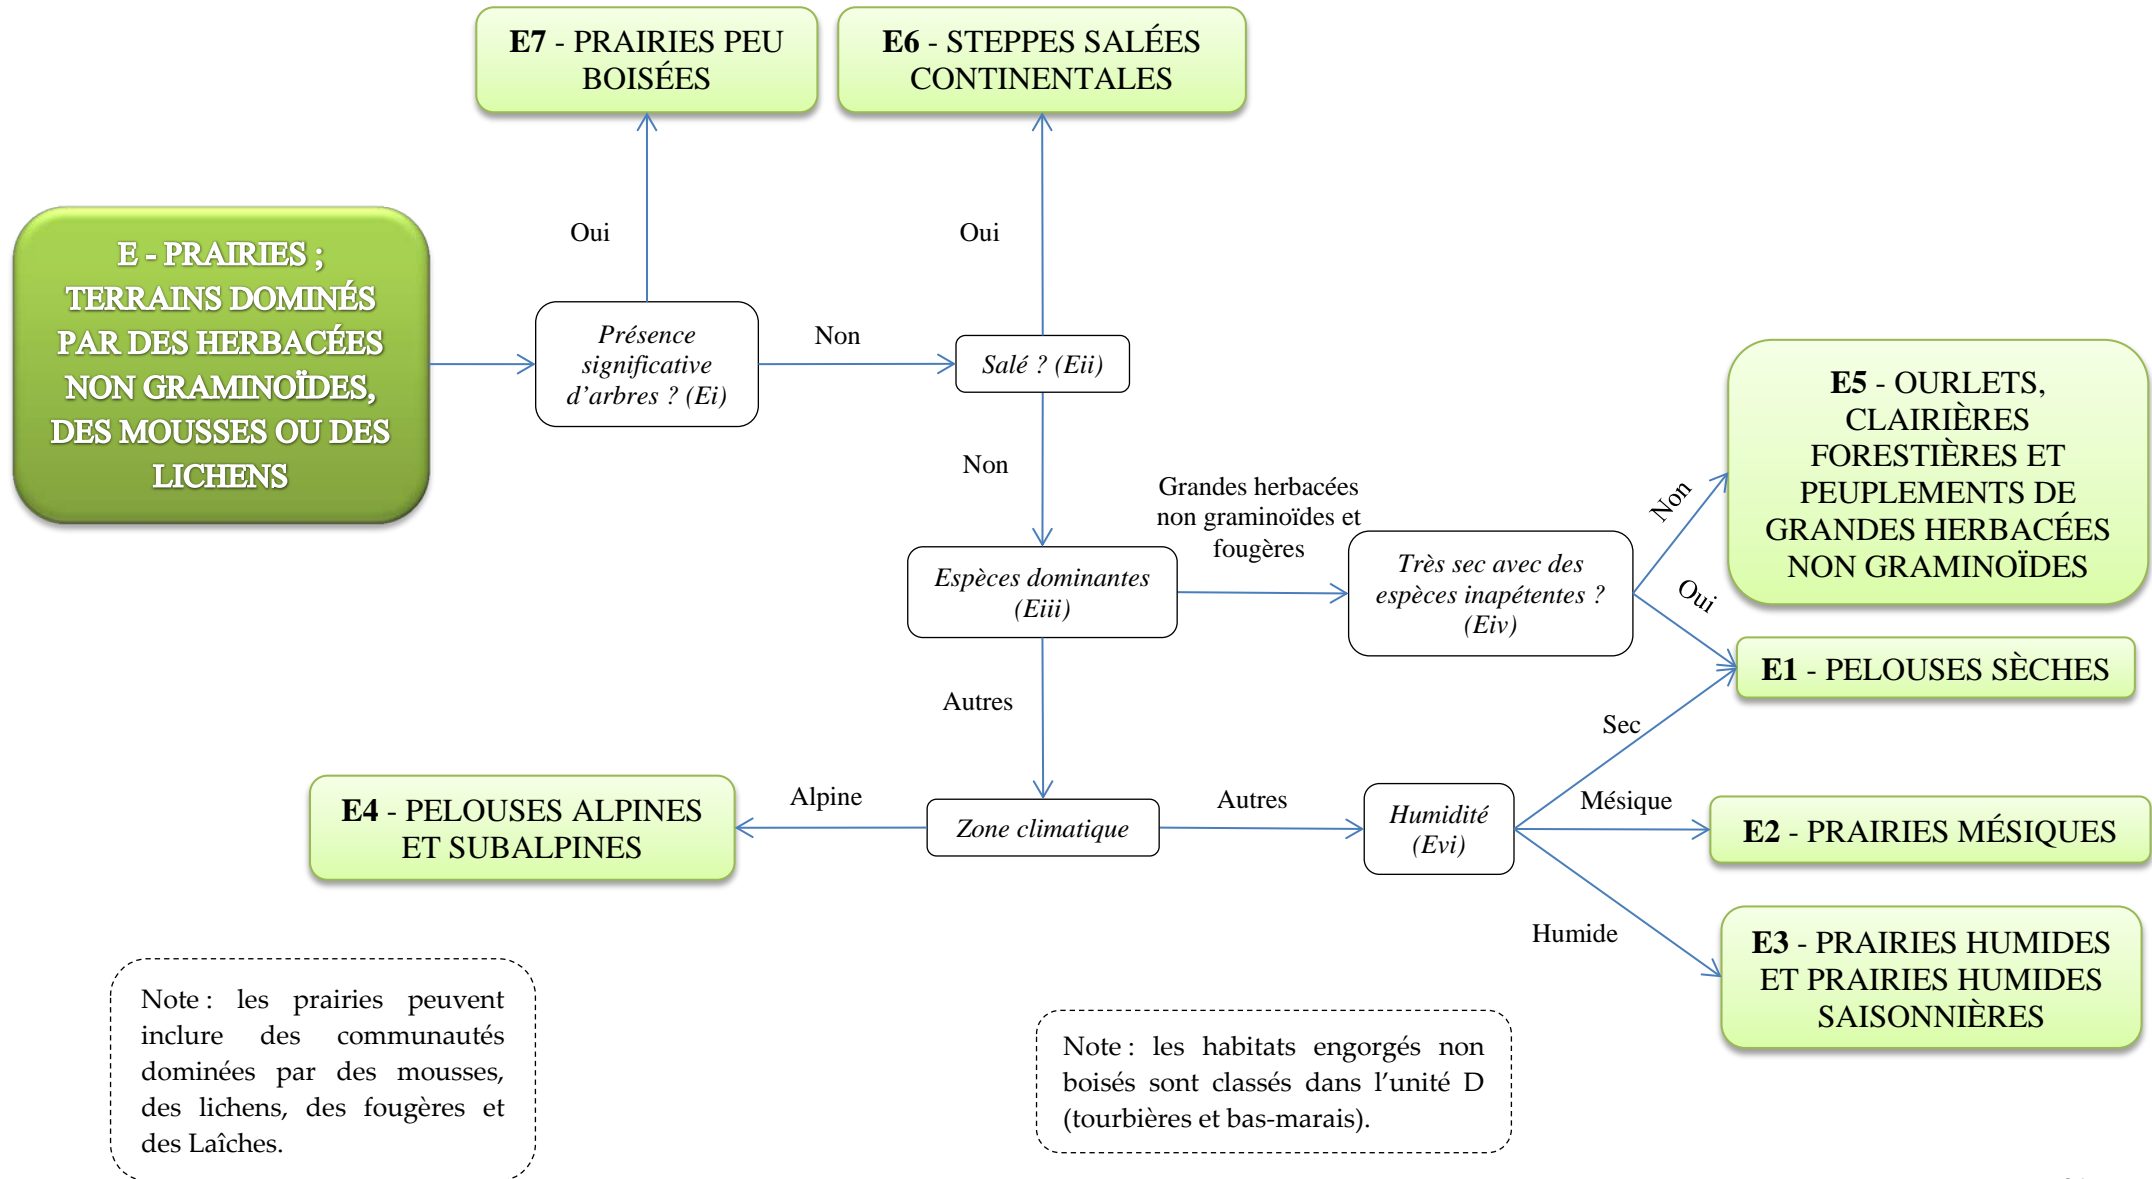 E7 - PRAIRIES PEU
BOISÉES
E6 - STEPPES SALÉES
CONTINENTALES
Oui
Oui
E - PRAIRIES ;
TERRAINS DOMINÉS
PAR DES HERBACÉES
NON GRAMINOÏDES,
DES MOUSSES OU DES
LICHENS
Présence
significative
d’arbres ? (Ei)
Non
Salé ? (Eii)
Non
Grandes herbacées
non graminoïdes et
fougères
Non
E5 - OURLETS,
CLAIRIÈRES
FORESTIÈRES ET
PEUPLEMENTS DE
GRANDES HERBACÉES
NON GRAMINOÏDES
Espèces dominantes
(Eiii)
Très sec avec des
espèces inapétentes ?
(Eiv)
Oui
E1 - PELOUSES SÈCHES
Autres
Sec
E4 - PELOUSES ALPINES
ET SUBALPINES
Alpine
Zone climatique
Autres
Humidité
(Evi)
Mésique
E2 - PRAIRIES MÉSIQUES
Humide
E3 - PRAIRIES HUMIDES
ET PRAIRIES HUMIDES
SAISONNIÈRES
Note : les prairies peuvent
inclure des communautés
dominées par des mousses,
des lichens, des fougères et
des Laîches.
Note : les habitats engorgés non
boisés sont classés dans l’unité D
(tourbières et bas-marais).